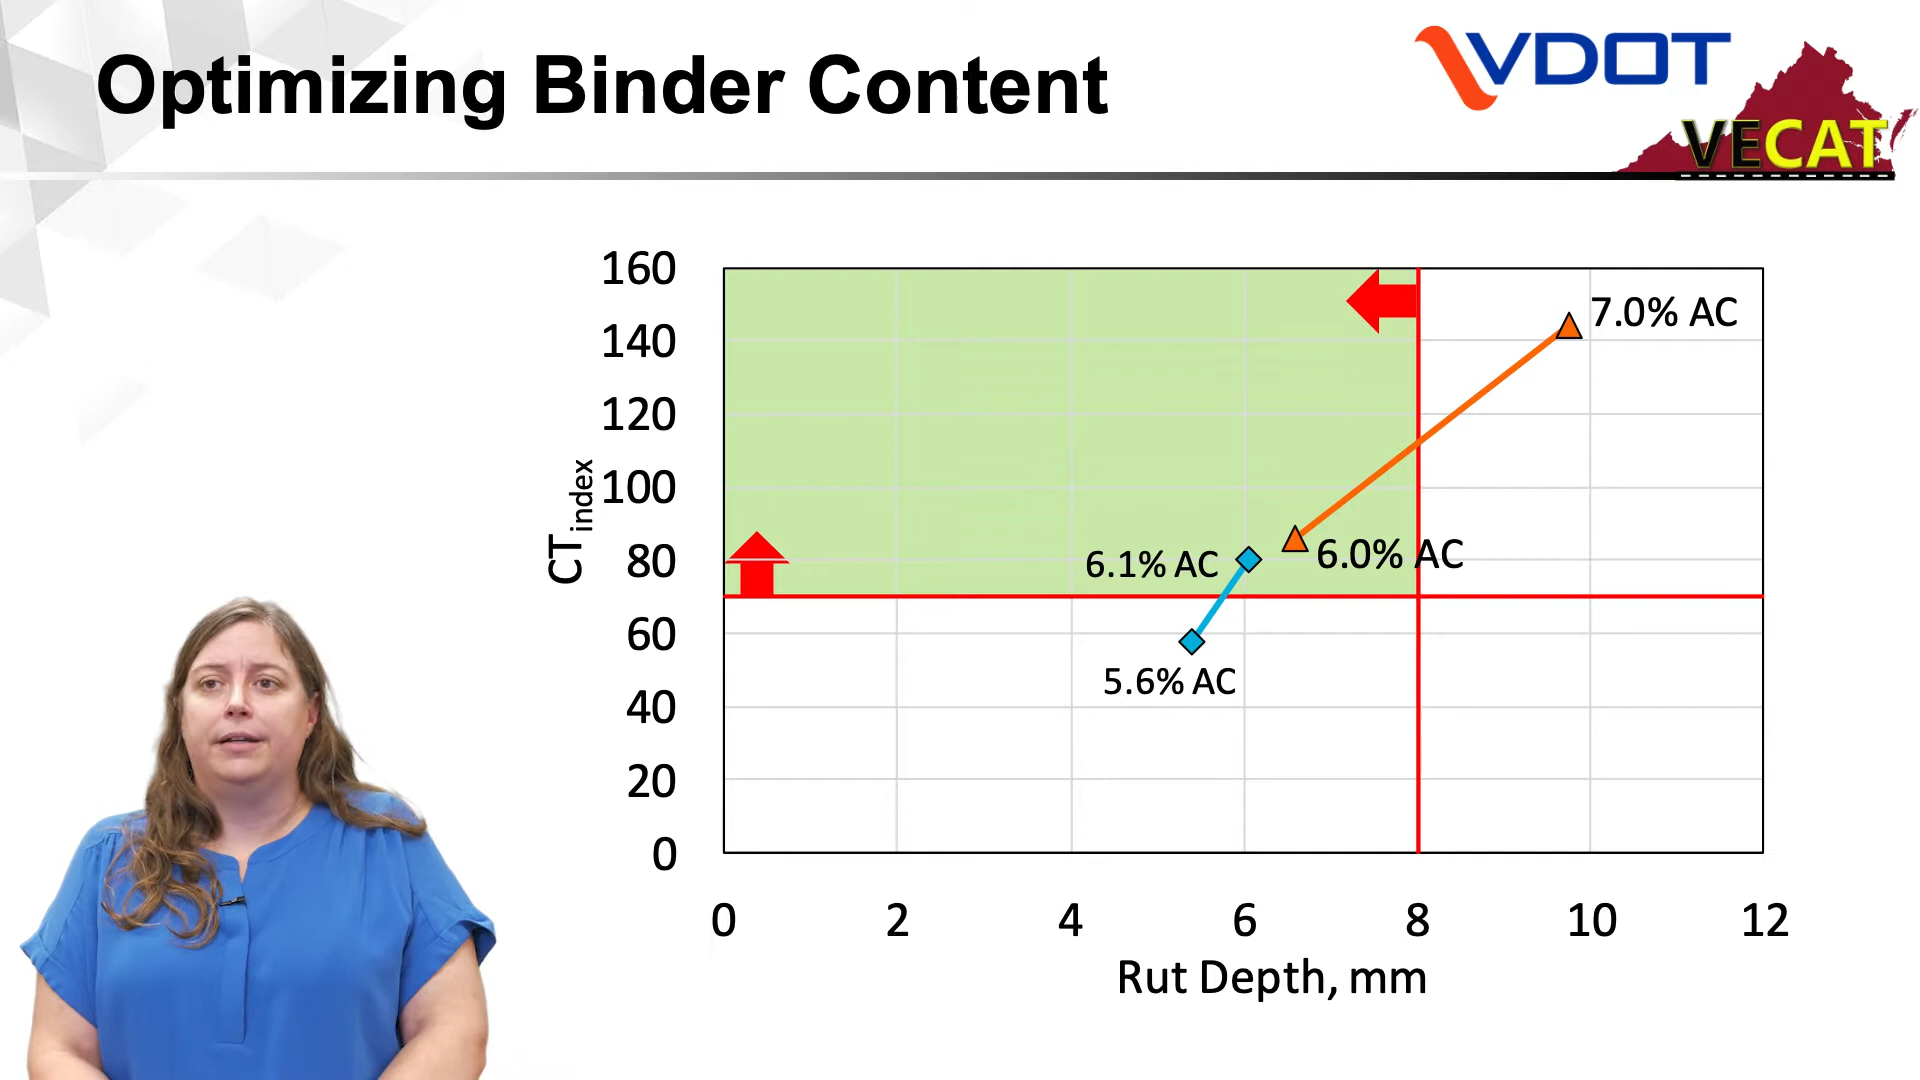 Optimizing Binder Content
VDOT
VECAT
160
140
120
100
80
60
40
20
0
CTindex
7.0% AC
6.1% AC
6.0% AC
5.6% AC
0 2 4 6 8 10 12
Rut Depth, mm